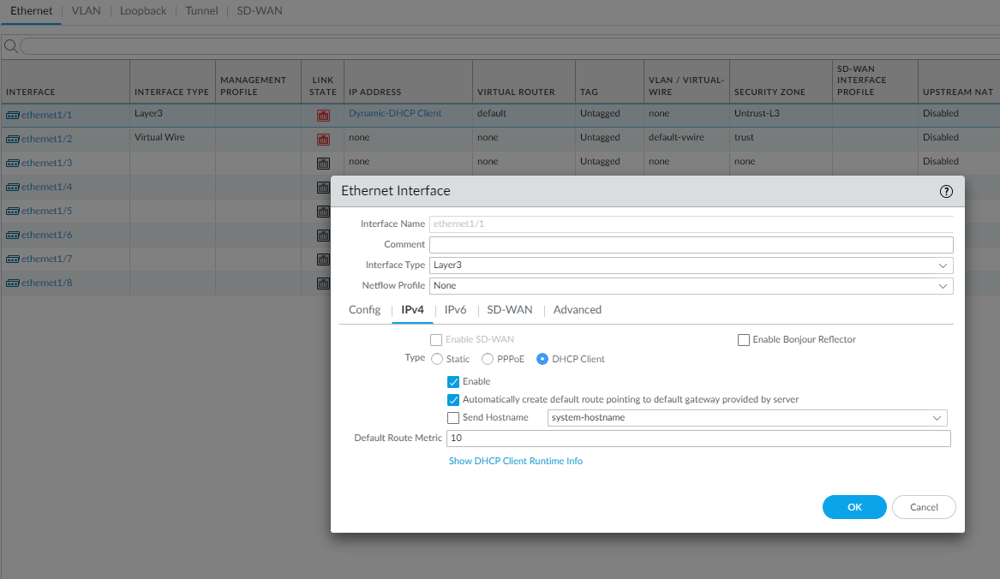 Ethernet VLAN Loopback Tunnel SD-WAN
INTERFACE INTERFACE TYPE MANAGEMENT PROFILE LINK STATE IP ADDRESS VIRTUAL ROUTER TAG VLAN / VIRTUAL-WIRE SECURITY ZONE SD-WAN INTERFACE PROFILE UPSTREAM NAT
ethernet1/1 Layer3 Dynamic-DHCP Client default Untagged none Untrust-L3 Disabled
ethernet1/2 Virtual Wire none none Untagged default-vwire trust Disabled
ethernet1/3 none none Untagged none none Disabled
ethernet1/4
ethernet1/5
ethernet1/6
ethernet1/7
ethernet1/8
Ethernet Interface ?
Interface Name ethernet1/1
Comment
Interface Type Layer3
Netflow Profile None
Config IPv4 IPv6 SD-WAN Advanced
Enable SD-WAN Enable Bonjour Reflector
Type Static PPPoE DHCP Client
Enable
Automatically create default route pointing to default gateway provided by server
Send Hostname system-hostname
Default Route Metric 10
Show DHCP Client Runtime Info
OK Cancel